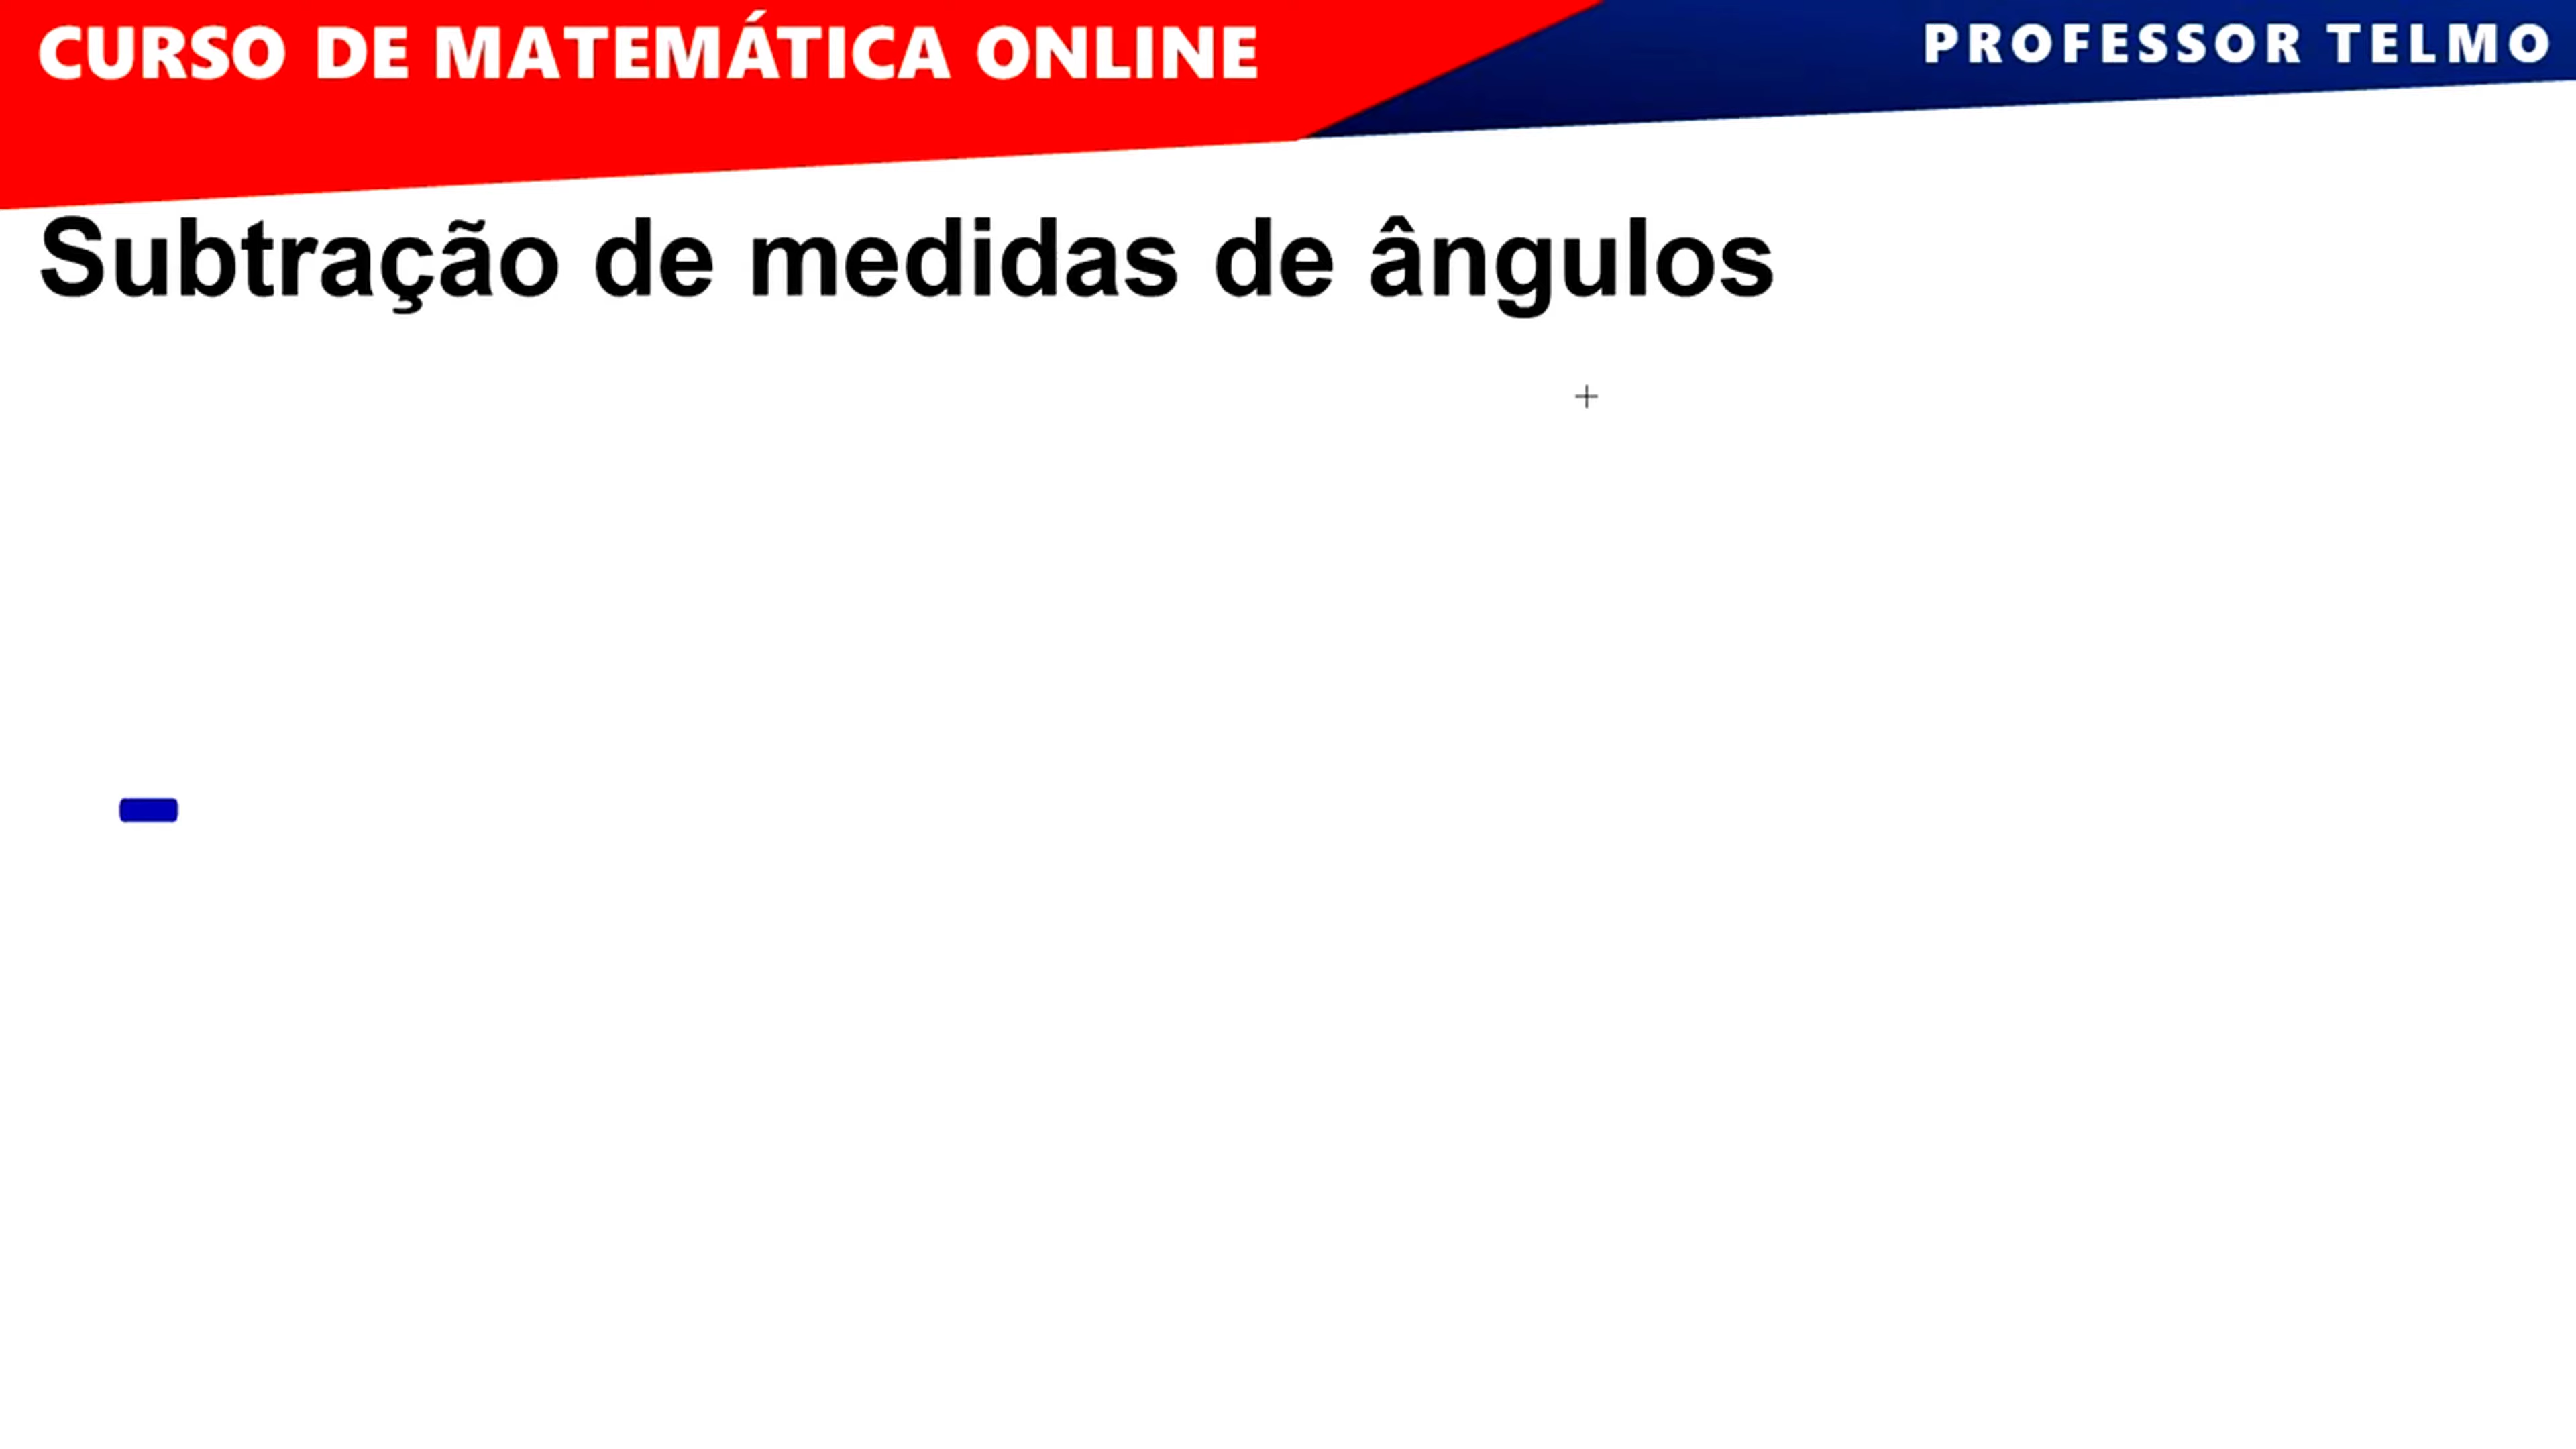 CURSO DE MATEMÁTICA ONLINE
PROFESSOR TELMO
Subtração de medidas de ângulos
-